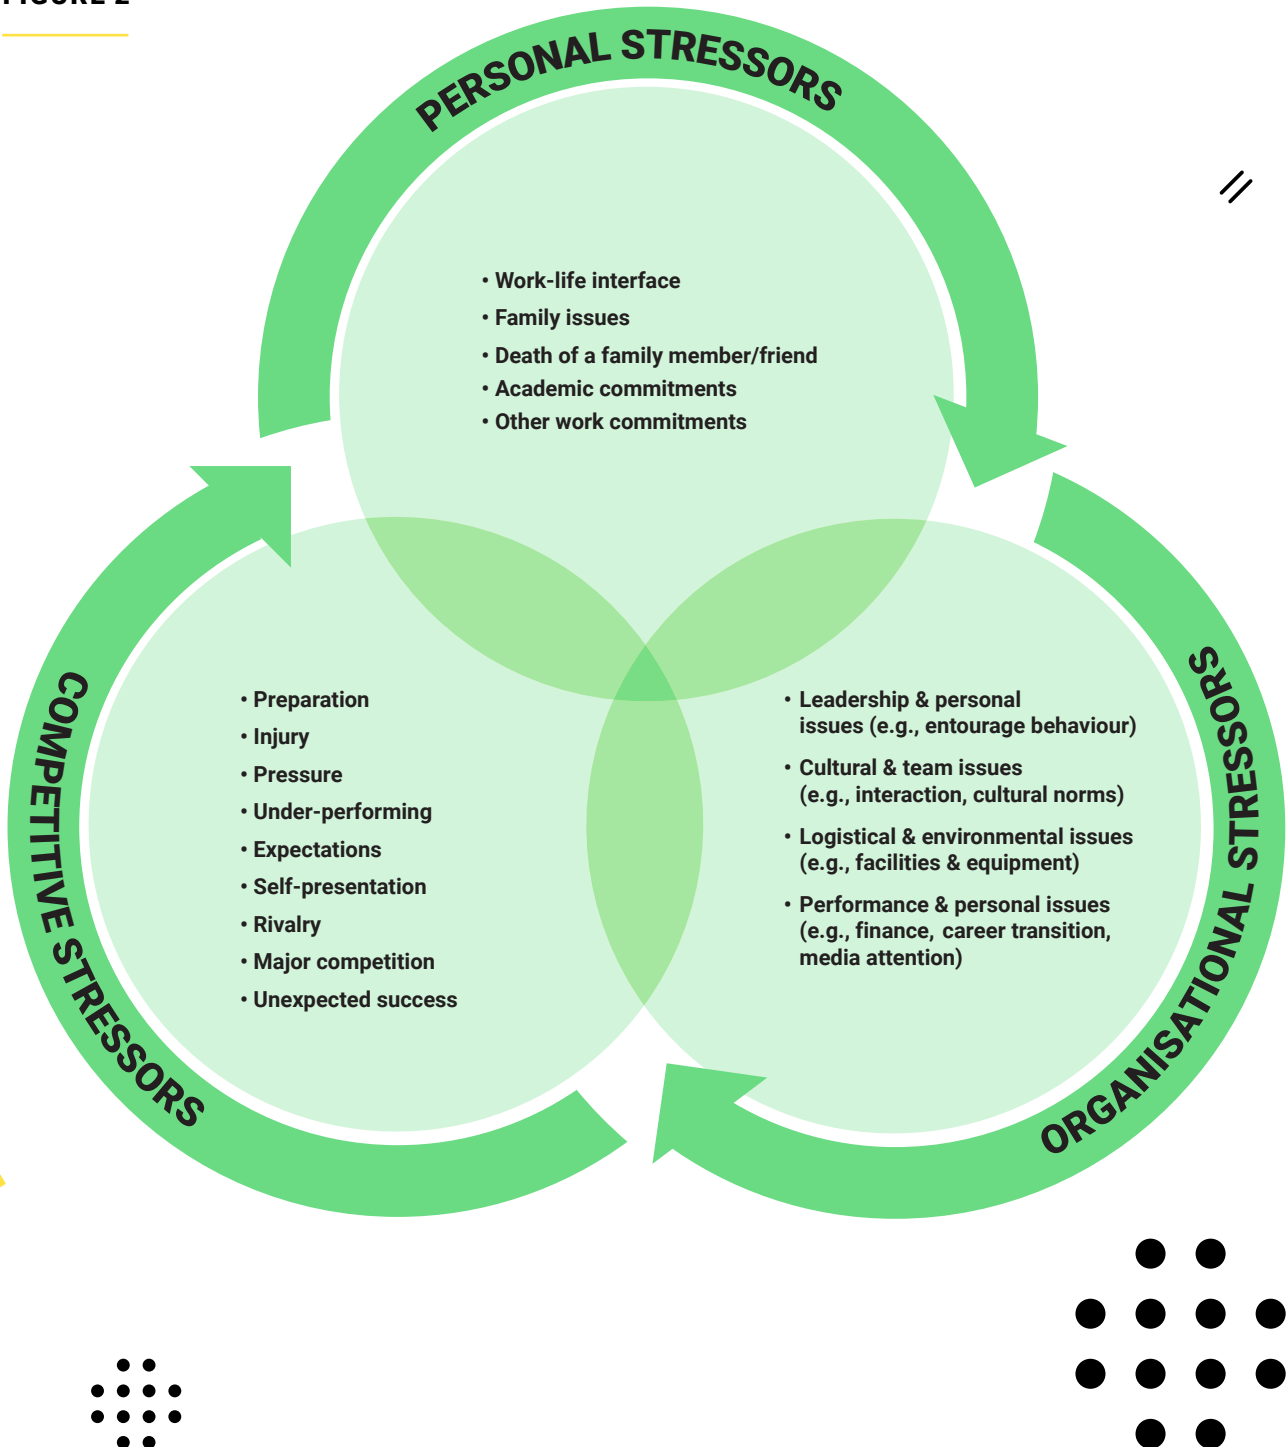 FIGURE 2
PERSONAL STRESSORS
• Work-life interface
• Family issues
• Death of a family member/friend
• Academic commitments
• Other work commitments
COMPETITIVE STRESSORS
• Preparation
• Injury
• Pressure
• Under-performing
• Expectations
• Self-presentation
• Rivalry
• Major competition
• Unexpected success
• Leadership & personal
issues (e.g., entourage behaviour)
• Cultural & team issues
(e.g., interaction, cultural norms)
• Logistical & environmental issues
(e.g., facilities & equipment)
• Performance & personal issues
(e.g., finance, career transition,
media attention)
ORGANISATIONAL STRESSORS